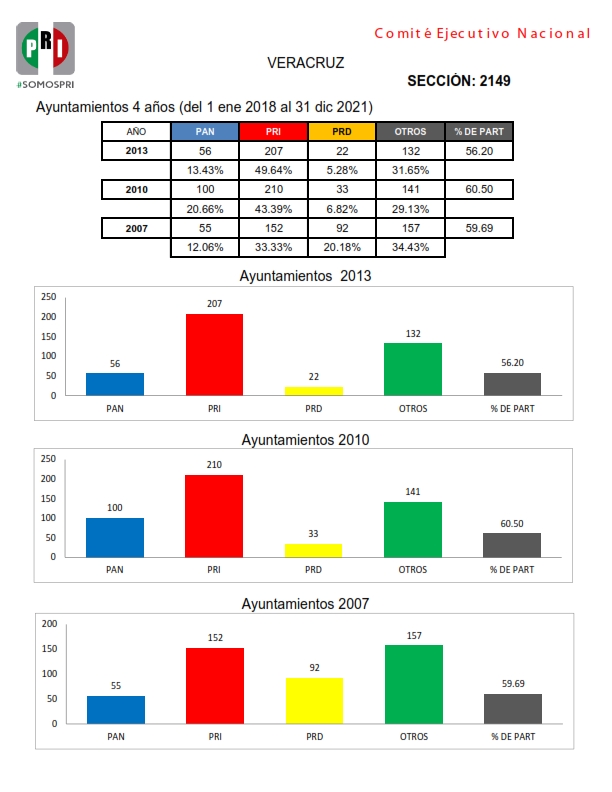 Comité Ejecutivo Nacional
PRI
#SOMOSPRI
VERACRUZ
SECCIÓN: 2149
Ayuntamientos 4 años (del 1 ene 2018 al 31 dic 2021)
AÑO PAN PRI PRD OTROS % DE PART
2013 56 207 22 132 56.20
13.43% 49.64% 5.28% 31.65%
2010 100 210 33 141 60.50
20.66% 43.39% 6.82% 29.13%
2007 55 152 92 157 59.69
12.06% 33.33% 20.18% 34.43%
Ayuntamientos 2013
250
200
150
100
50
0
56 207 22 132 56.20
PAN PRI PRD OTROS % DE PART
Ayuntamientos 2010
250
200
150
100
50
0
100 210 33 141 60.50
PAN PRI PRD OTROS % DE PART
Ayuntamientos 2007
200
150
100
50
0
55 152 92 157 59.69
PAN PRI PRD OTROS % DE PART